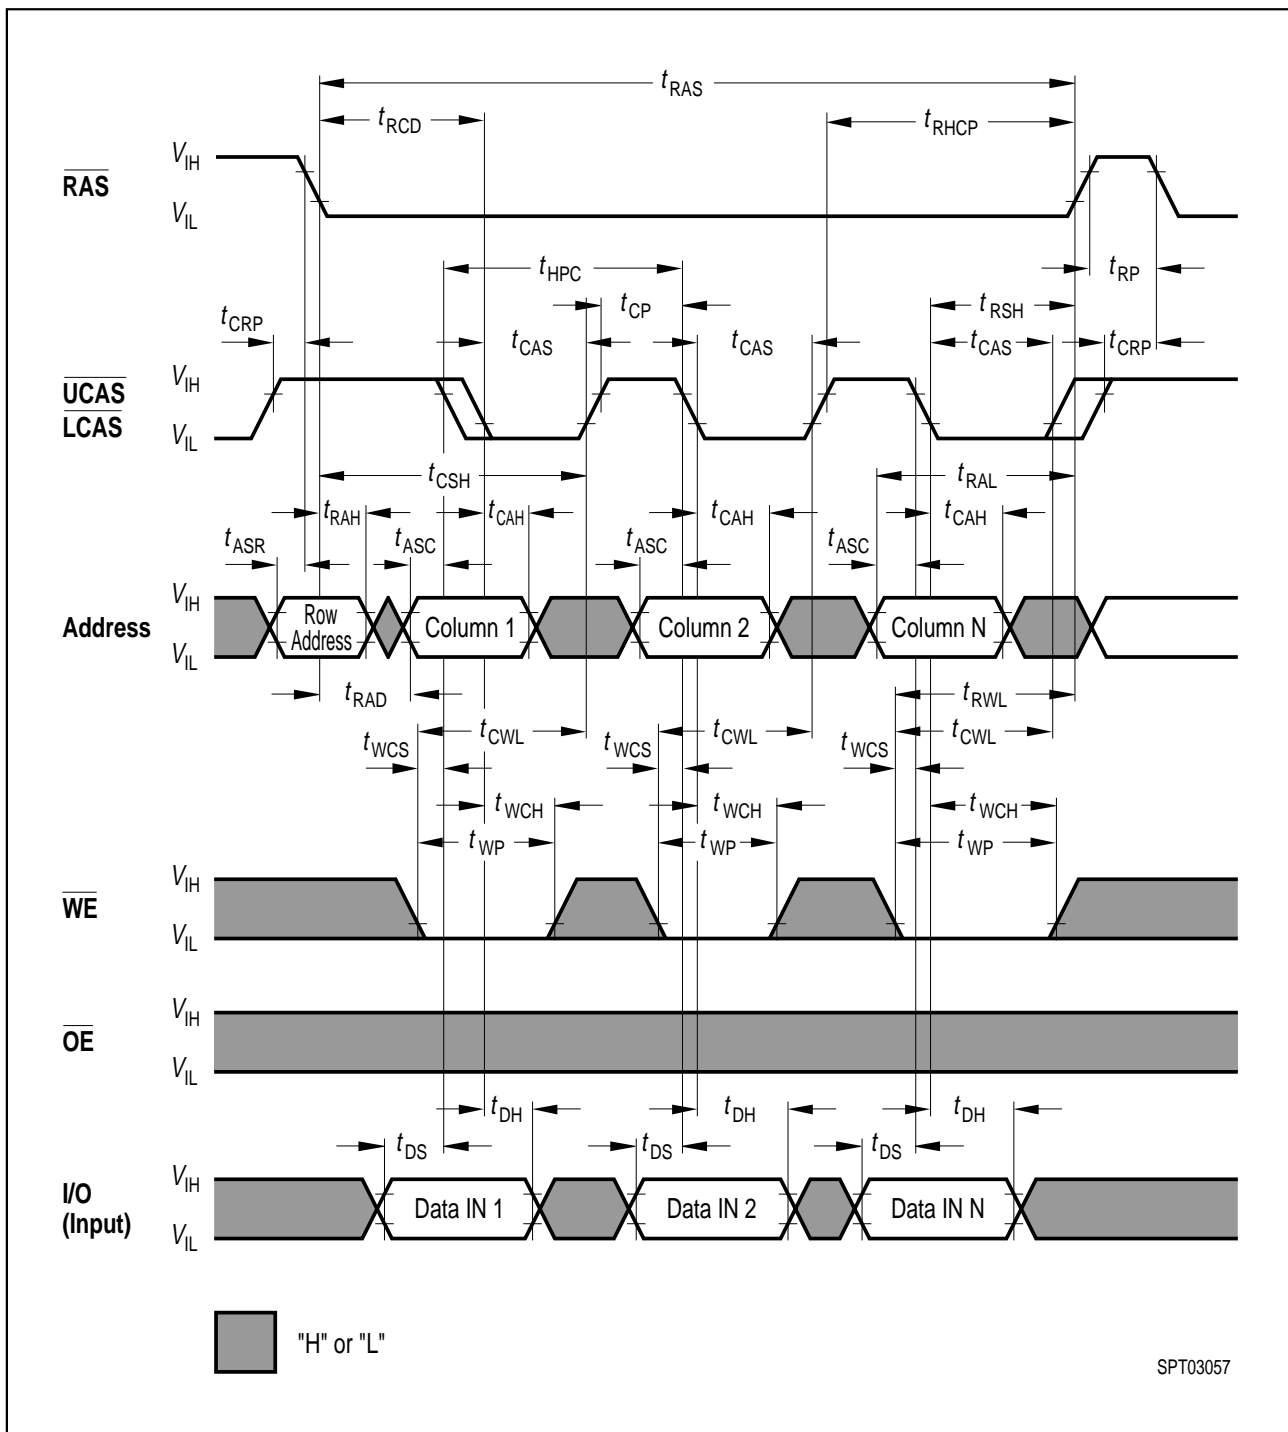 tRAS
tRCD tRHCP
VIH
RAS
VIL
tHPC tRP
tCP tRSH
tCRP tCAS tCAS tCAS tCRP
VIH
UCAS
LCAS
VIL
tCSH tRAL
tRAH tCAH tCAH tCAH
tASR tASC tASC tASC
VIH
Address Row Address Column 1 Column 2 Column N
VIL
tRAD tRWL
tCWL tCWL tCWL
tWCS tWCS tWCS
tWCH tWCH tWCH
tWP tWP tWP
VIH
WE
VIL
VIH
OE
VIL
tDH tDH tDH
tDS tDS tDS
VIH
I/O
(Input) Data IN 1 Data IN 2 Data IN N
VIL
"H" or "L"
SPT03057